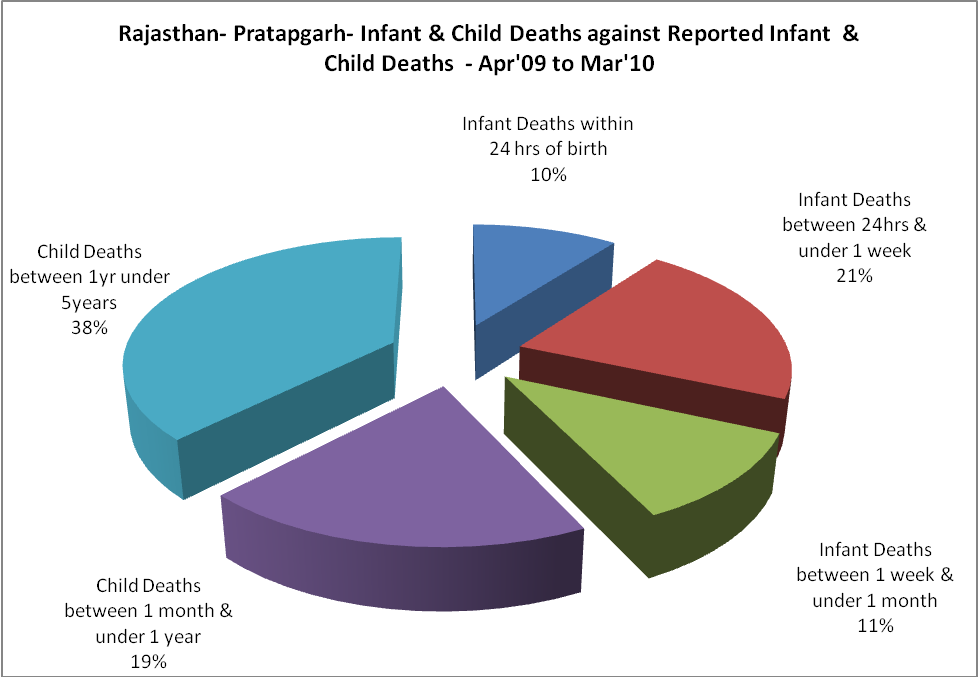 Rajasthan- Pratapgarh- Infant & Child Deaths against Reported Infant &
Child Deaths - Apr'09 to Mar'10
Infant Deaths within
24 hrs of birth
10%
Infant Deaths
between 24hrs &
under 1 week
21%
Child Deaths
between 1yr under
5years
38%
Infant Deaths
between 1 week &
under 1 month
11%
Child Deaths
between 1 month &
under 1 year
19%